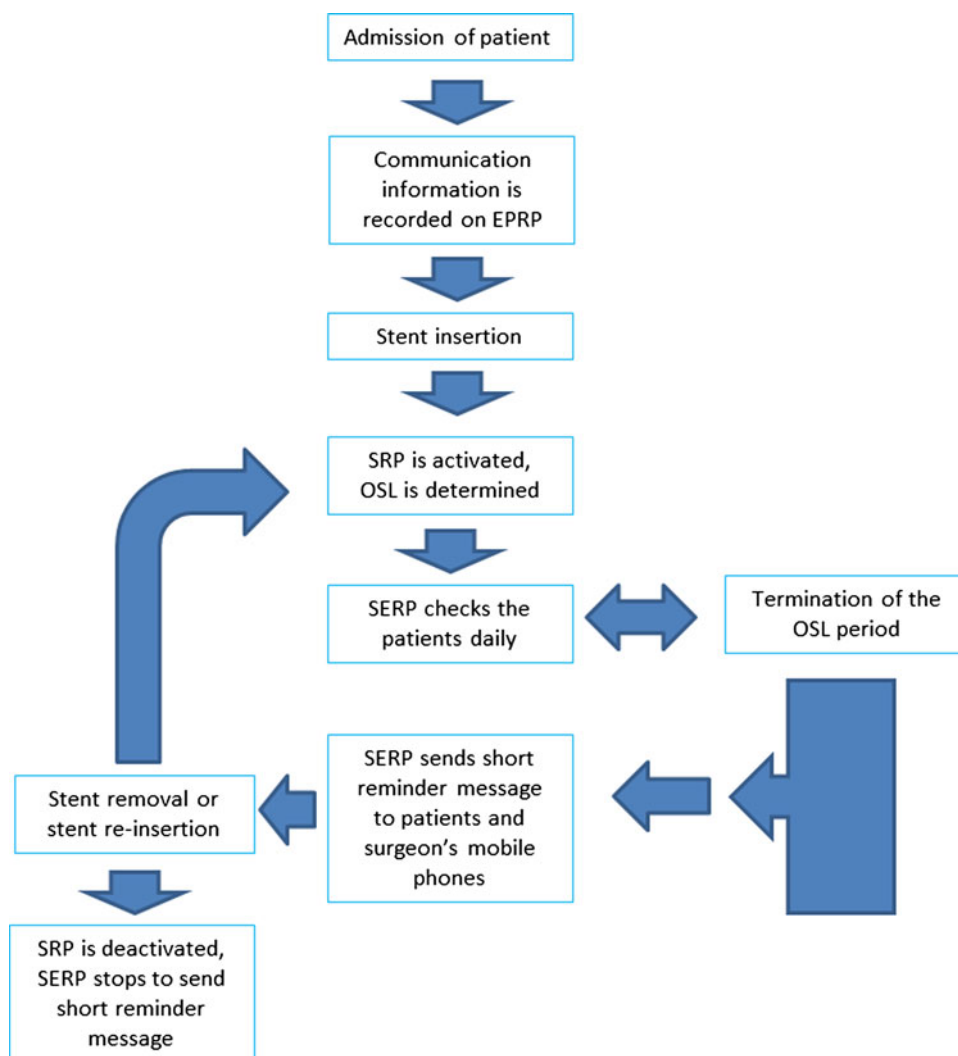 Admission of patient
Communication
information is
recorded on EPRP
Stent insertion
SRP is activated,
OSL is determined
SERP checks the
patients daily
Termination of the
OSL period
SERP sends short
reminder message
to patients and
surgeon's mobile
phones
Stent removal or
stent re-insertion
SRP is deactivated,
SERP stops to send
short reminder
message